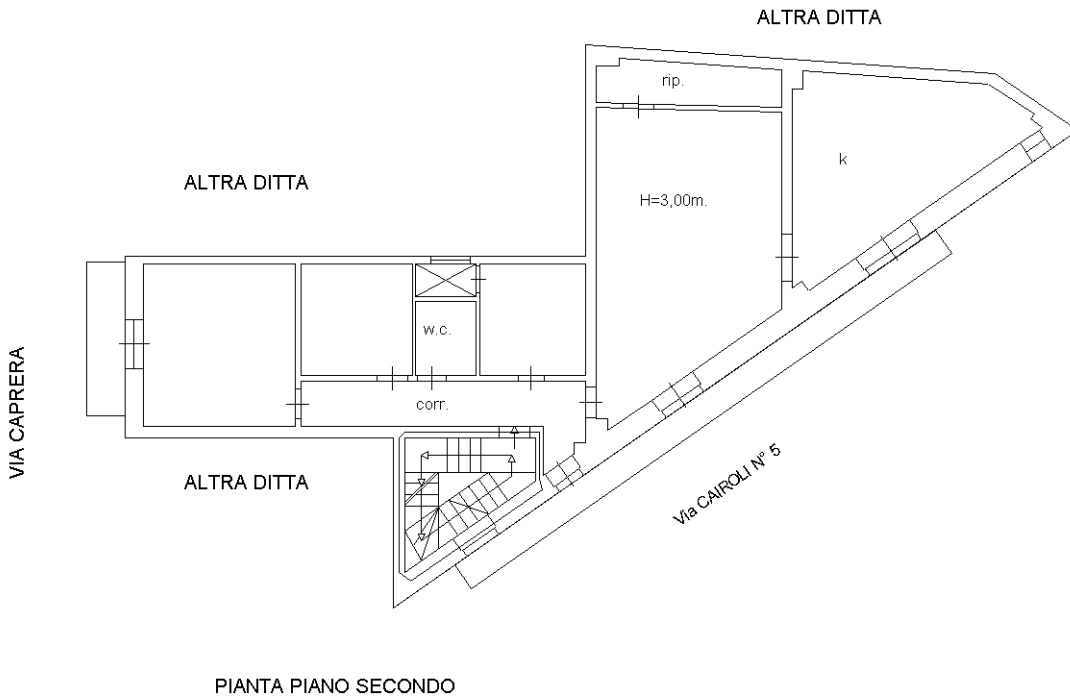 ALTRA DITTA
rip.
k
ALTRA DITTA
H=3,00m.
w.c.
VIA CAPRERA
corr.
ALTRA DITTA
Via CAIROLI N° 5
PIANTA PIANO SECONDO